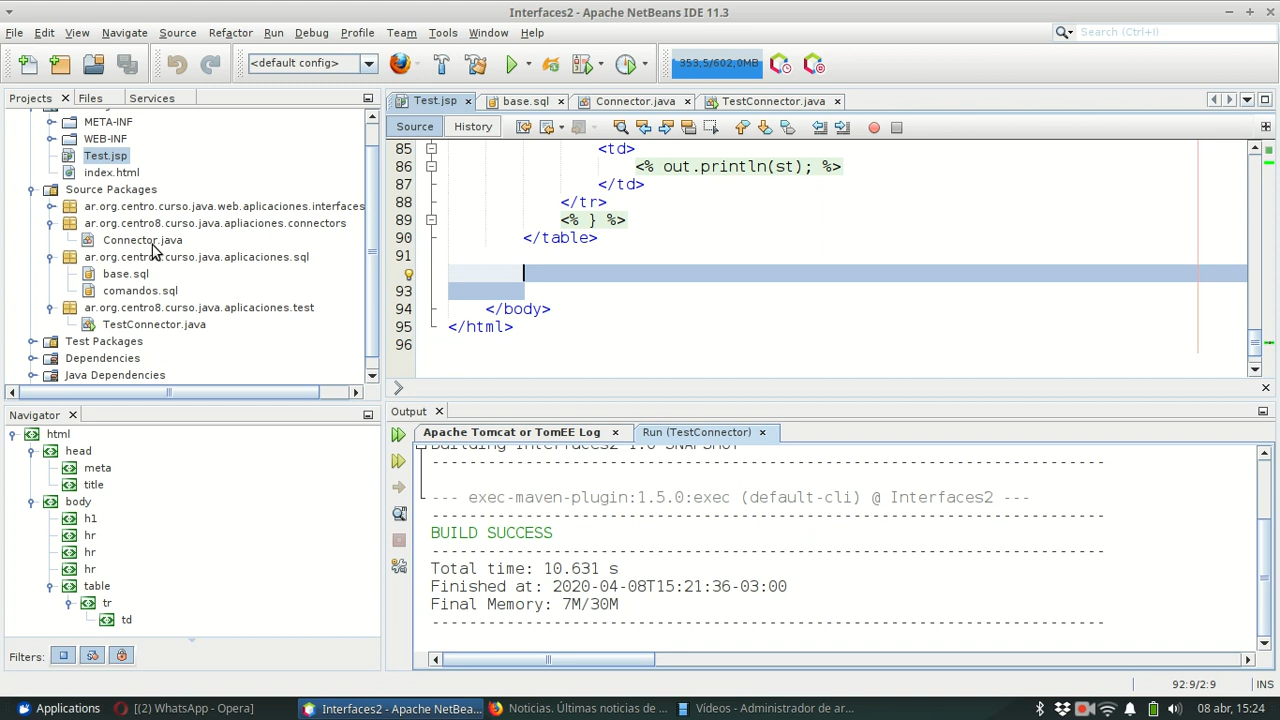 Interfaces2 - Apache NetBeans IDE 11.3
File Edit View Navigate Source Refactor Run Debug Profile Team Tools Window Help
Search (Ctrl+I)
<default config>
353,5/602,0MB
Projects Files Services
META-INF
WEB-INF
Test.jsp
index.html
Source Packages
ar.org.centro.curso.java.web.apliaciones.interfaces
ar.org.centro8.curso.java.apliaciones.connectors
Connector.java
ar.org.centro8.curso.java.aplicaciones.sql
base.sql
comandos.sql
ar.org.centro8.curso.java.apliaciones.test
TestConnector.java
Test Packages
Dependencies
Java Dependencies
Test.jsp base.sql Connector.java TestConnector.java
Source History
85 <td>
86 <% out.println(st); %>
87 </td>
88 </tr>
89 <% } %>
90 </table>
91
93
94 </body>
95 </html>
96
Navigator
html
head
meta
title
body
h1
hr
hr
hr
table
tr
td
Filters:
Output
Apache Tomcat or TomEE Log Run (TestConnector)
Building Interfaces2 1.0-SNAPSHOT
------------------------------------------------------------------------
--- exec-maven-plugin:1.5.0:exec (default-cli) @ Interfaces2 ---
------------------------------------------------------------------------
BUILD SUCCESS
------------------------------------------------------------------------
Total time: 10.631 s
Finished at: 2020-04-08T15:21:36-03:00
Final Memory: 7M/30M
------------------------------------------------------------------------
92:9/2:9 INS
Applications [(2) WhatsApp - Opera] Interfaces2 - Apache NetBea... Noticias. Últimas noticias de ... Vídeos - Administrador de ar... 08 abr, 15:24